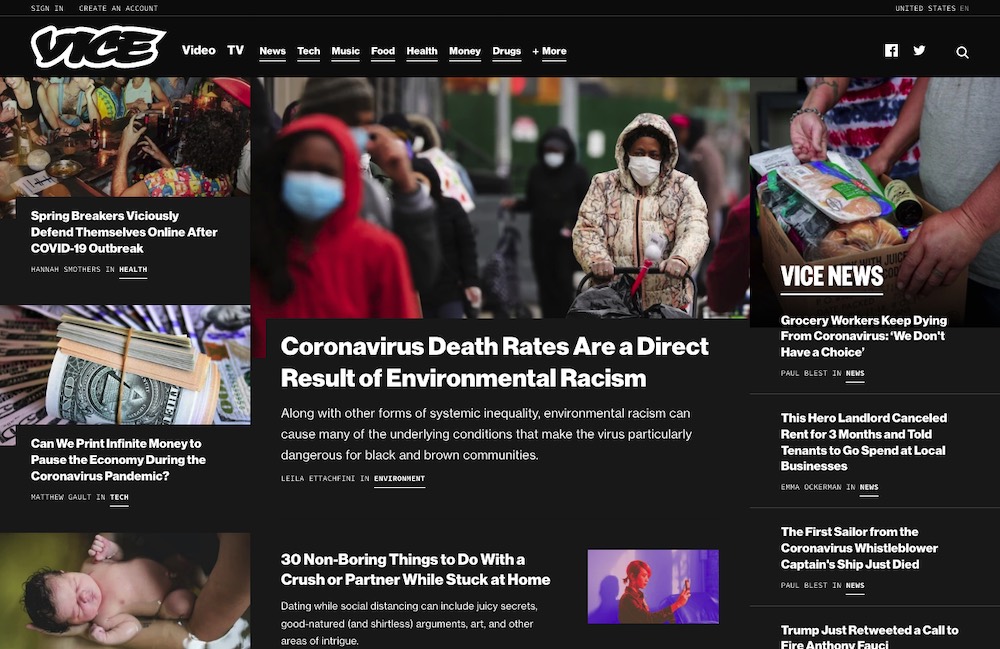 SIGN IN CREATE AN ACCOUNT
UNITED STATES EN
VICE
Video TV News Tech Music Food Health Money Drugs + More
Spring Breakers Viciously
Defend Themselves Online After
COVID-19 Outbreak
HANNAH SMOTHERS IN HEALTH
Can We Print Infinite Money to
Pause the Economy During the
Coronavirus Pandemic?
MATTHEW GAULT IN TECH
Coronavirus Death Rates Are a Direct
Result of Environmental Racism
Along with other forms of systemic inequality, environmental racism can
cause many of the underlying conditions that make the virus particularly
dangerous for black and brown communities.
LEILA ETTACHFINI IN ENVIRONMENT
30 Non-Boring Things to Do With a
Crush or Partner While Stuck at Home
Dating while social distancing can include juicy secrets,
good-natured (and shirtless) arguments, art, and other
areas of intrigue.
VICE NEWS
Grocery Workers Keep Dying
From Coronavirus: ‘We Don't
Have a Choice’
PAUL BLEST IN NEWS
This Hero Landlord Canceled
Rent for 3 Months and Told
Tenants to Go Spend at Local
Businesses
EMMA OCKERMAN IN NEWS
The First Sailor from the
Coronavirus Whistleblower
Captain's Ship Just Died
PAUL BLEST IN NEWS
Trump Just Retweeted a Call to
Fire Anthony Fauci